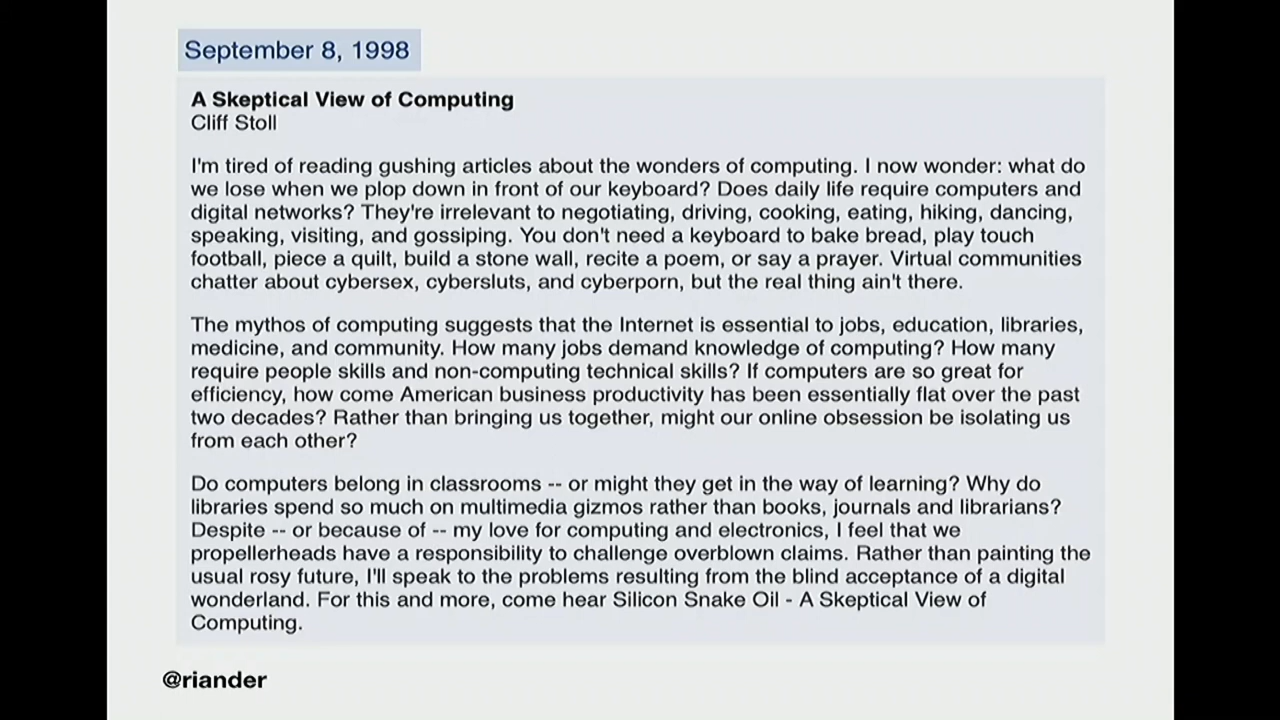 September 8, 1998
A Skeptical View of Computing
Cliff Stoll
I'm tired of reading gushing articles about the wonders of computing. I now wonder: what do
we lose when we plop down in front of our keyboard? Does daily life require computers and
digital networks? They're irrelevant to negotiating, driving, cooking, eating, hiking, dancing,
speaking, visiting, and gossiping. You don't need a keyboard to bake bread, play touch
football, piece a quilt, build a stone wall, recite a poem, or say a prayer. Virtual communities
chatter about cybersex, cybersluts, and cyberporn, but the real thing ain't there.
The mythos of computing suggests that the Internet is essential to jobs, education, libraries,
medicine, and community. How many jobs demand knowledge of computing? How many
require people skills and non-computing technical skills? If computers are so great for
efficiency, how come American business productivity has been essentially flat over the past
two decades? Rather than bringing us together, might our online obsession be isolating us
from each other?
Do computers belong in classrooms -- or might they get in the way of learning? Why do
libraries spend so much on multimedia gizmos rather than books, journals and librarians?
Despite -- or because of -- my love for computing and electronics, I feel that we
propellerheads have a responsibility to challenge overblown claims. Rather than painting the
usual rosy future, I'll speak to the problems resulting from the blind acceptance of a digital
wonderland. For this and more, come hear Silicon Snake Oil - A Skeptical View of
Computing.
@riander